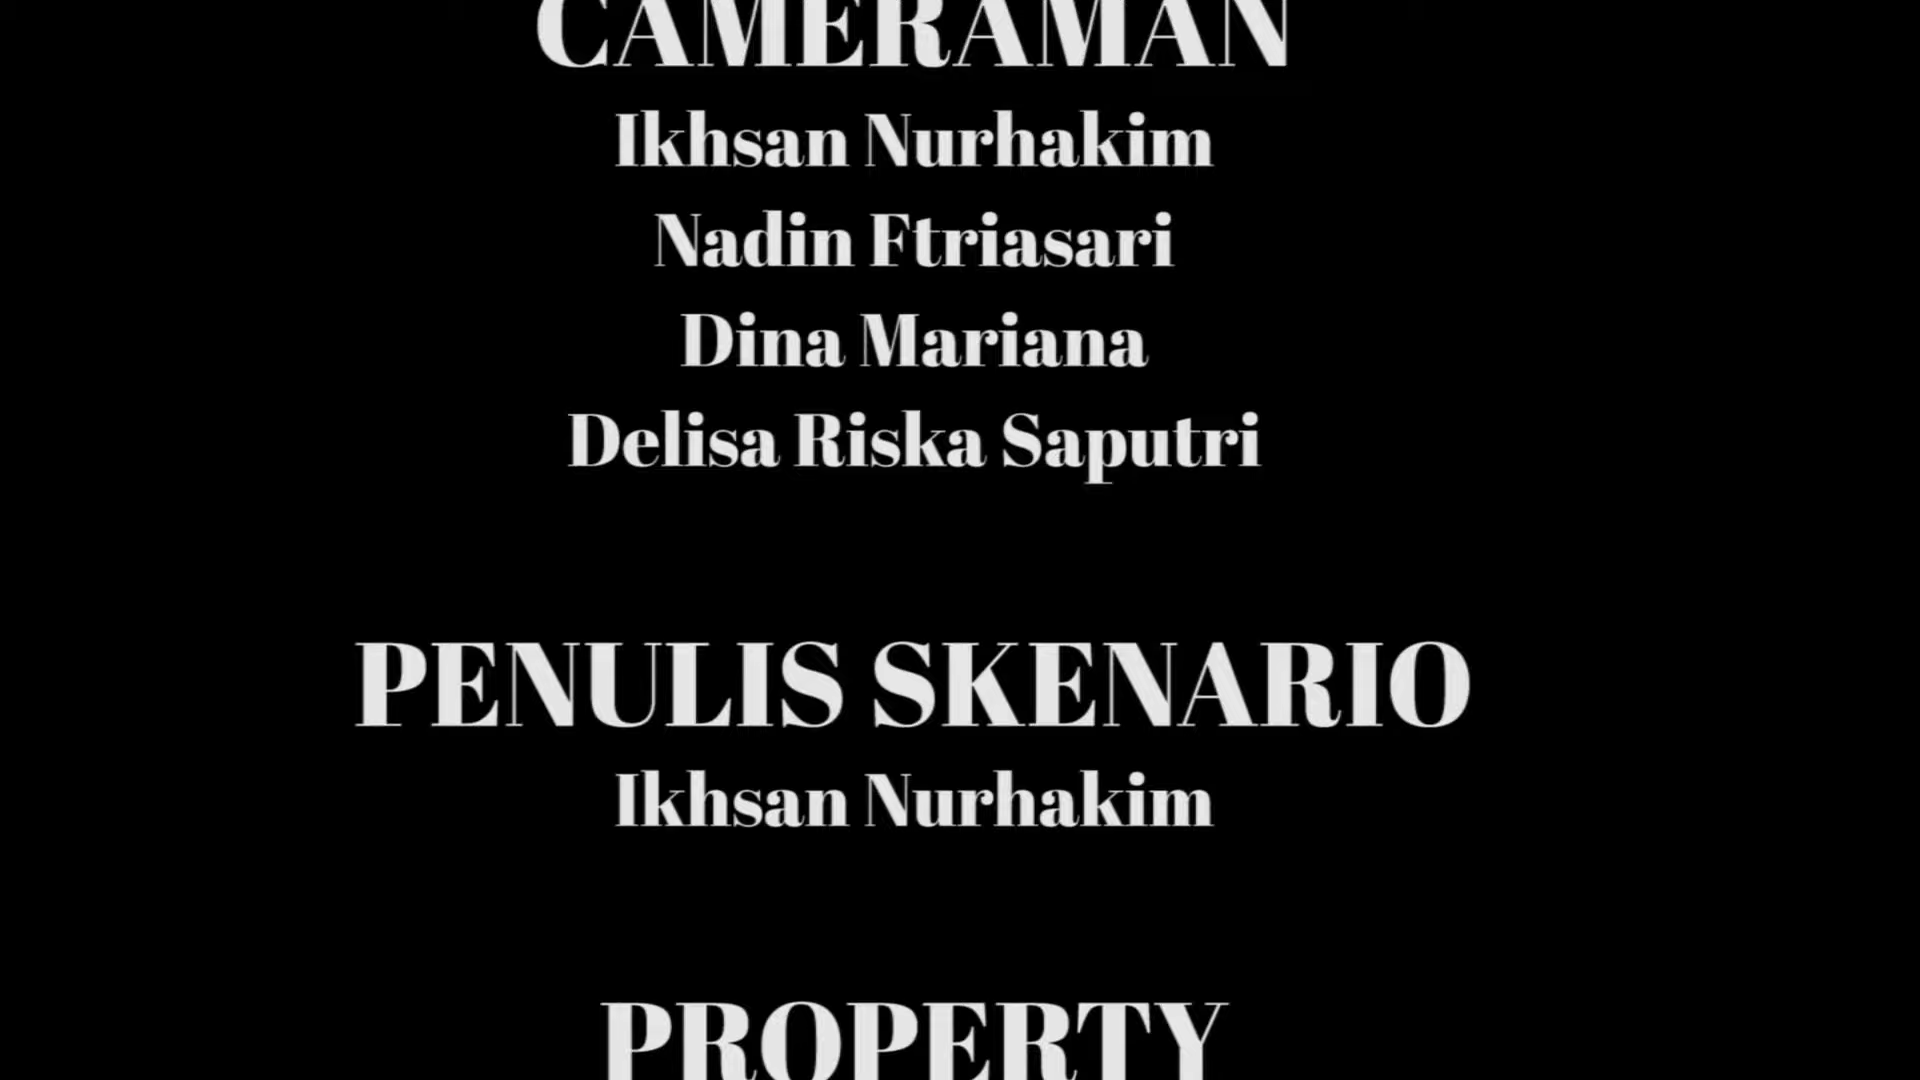 CAMERAMAN
Ikhsan Nurhakim
Nadin Ftriasari
Dina Mariana
Delisa Riska Saputri
PENULIS SKENARIO
Ikhsan Nurhakim
PROPERTY